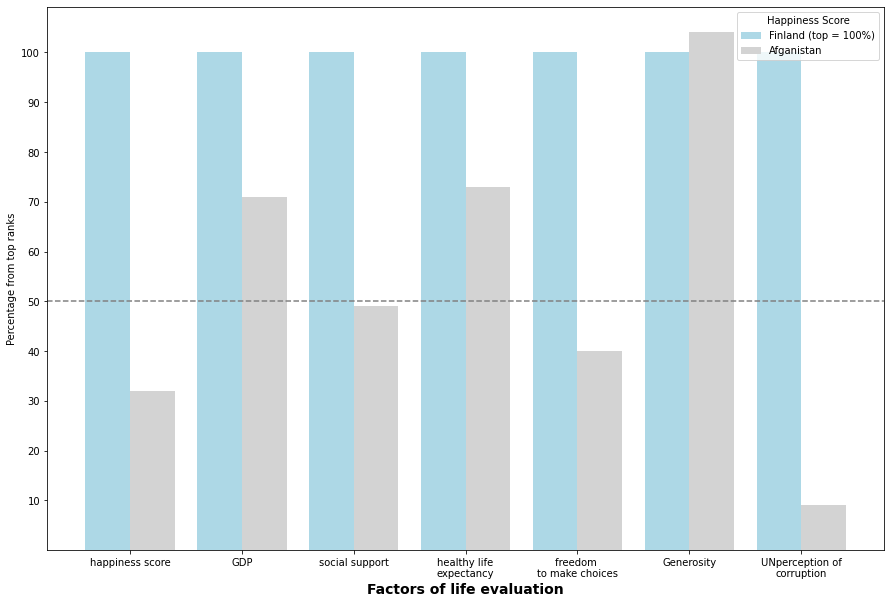 Happiness Score
Finland (top = 100%)
Afganistan
Percentage from top ranks
100
90
80
70
60
50
40
30
20
10
happiness score
GDP
social support
healthy life
expectancy
freedom
to make choices
Generosity
UNperception of
corruption
Factors of life evaluation